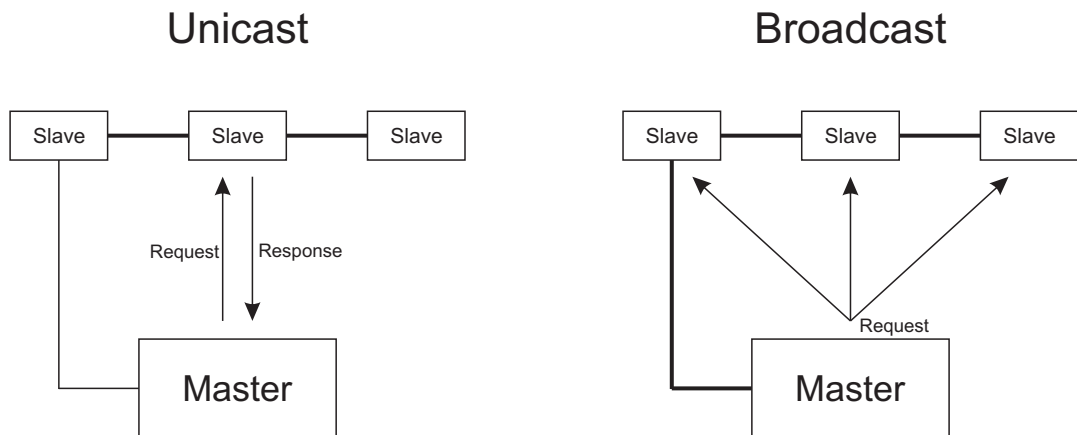 Unicast
Slave
Slave
Slave
Request
Response
Master
Broadcast
Slave
Slave
Slave
Request
Master